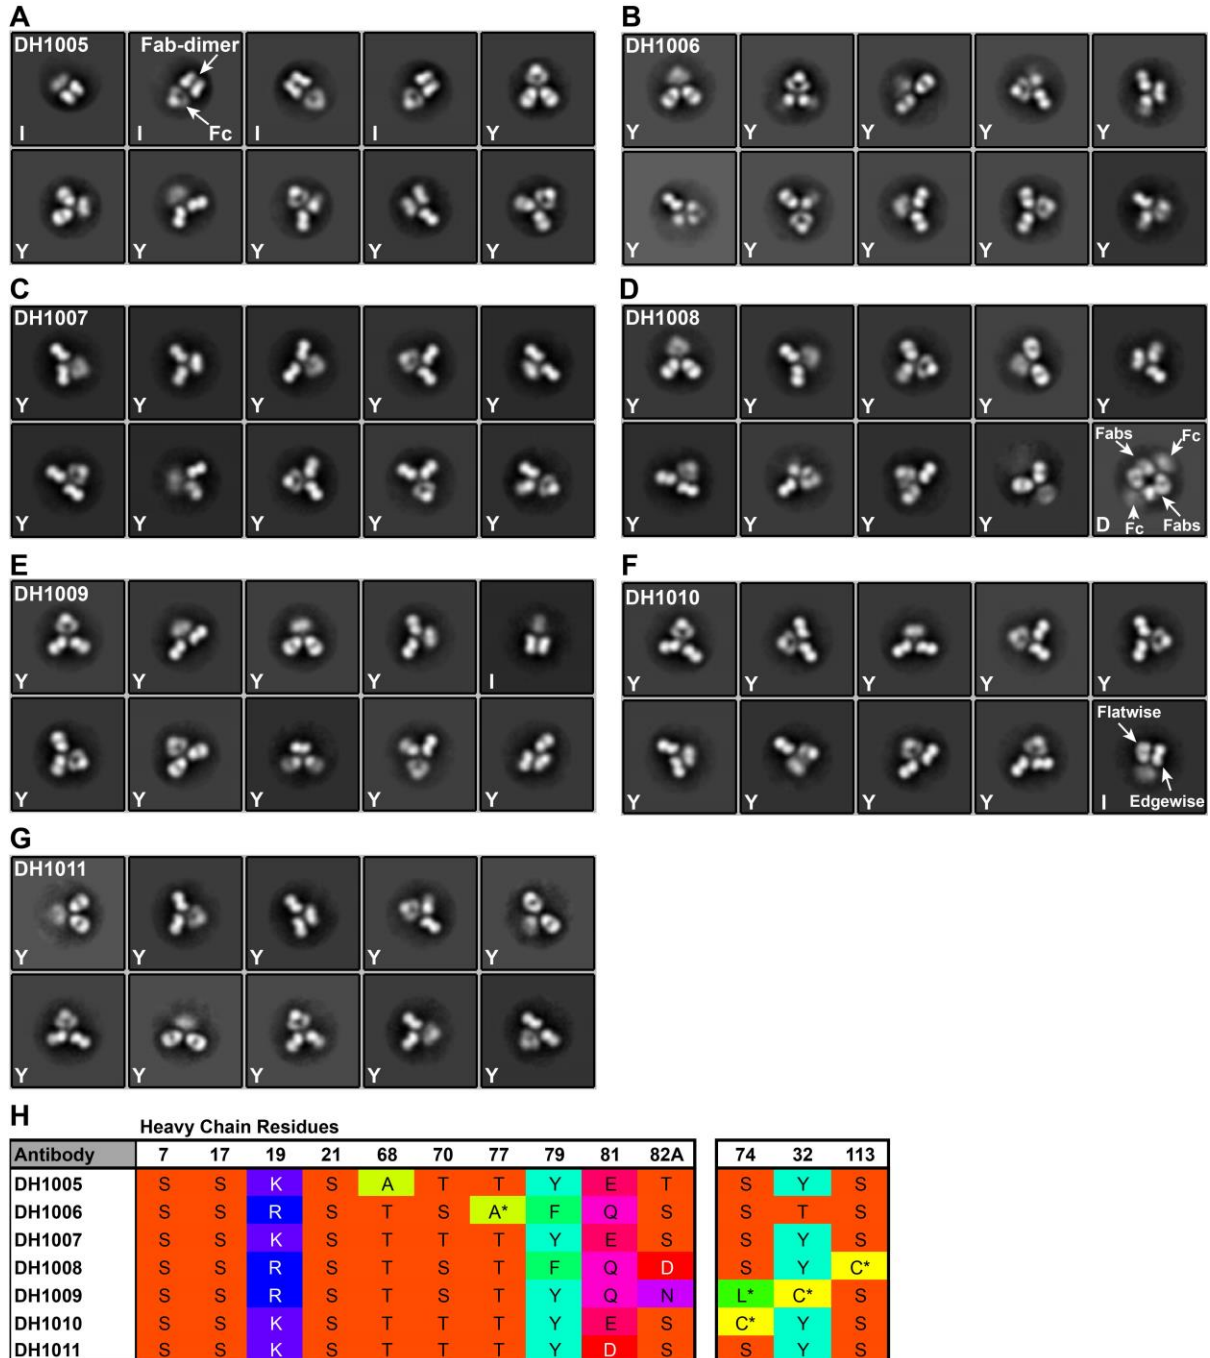 A
DH1005
Fab-dimer
Fc
I I I I Y
Y Y Y Y Y
B
DH1006
Y Y Y Y Y
Y Y Y Y Y
C
DH1007
Y Y Y Y Y
Y Y Y Y Y
D
DH1008
Y Y Y Y Y
Fabs
Fc
Y Y Y Y D
Fc
Fabs
E
DH1009
Y Y Y Y I
Y Y Y Y Y
F
DH1010
Y Y Y Y Y
Flatwise
Y Y Y Y I
Edgewise
G
DH1011
Y Y Y Y Y
Y Y Y Y Y
H
Heavy Chain Residues
Antibody 7 17 19 21 68 70 77 79 81 82A 74 32 113
DH1005 S S K S A T T Y E T S Y S
DH1006 S S R S T S A* F Q S S T S
DH1007 S S K S T T T Y E S S Y S
DH1008 S S R S T S T F Q D S Y C*
DH1009 S S R S T S T Y Q N L* C* S
DH1010 S S K S T T T Y E S C* Y S
DH1011 S S K S T T T Y D S S Y S